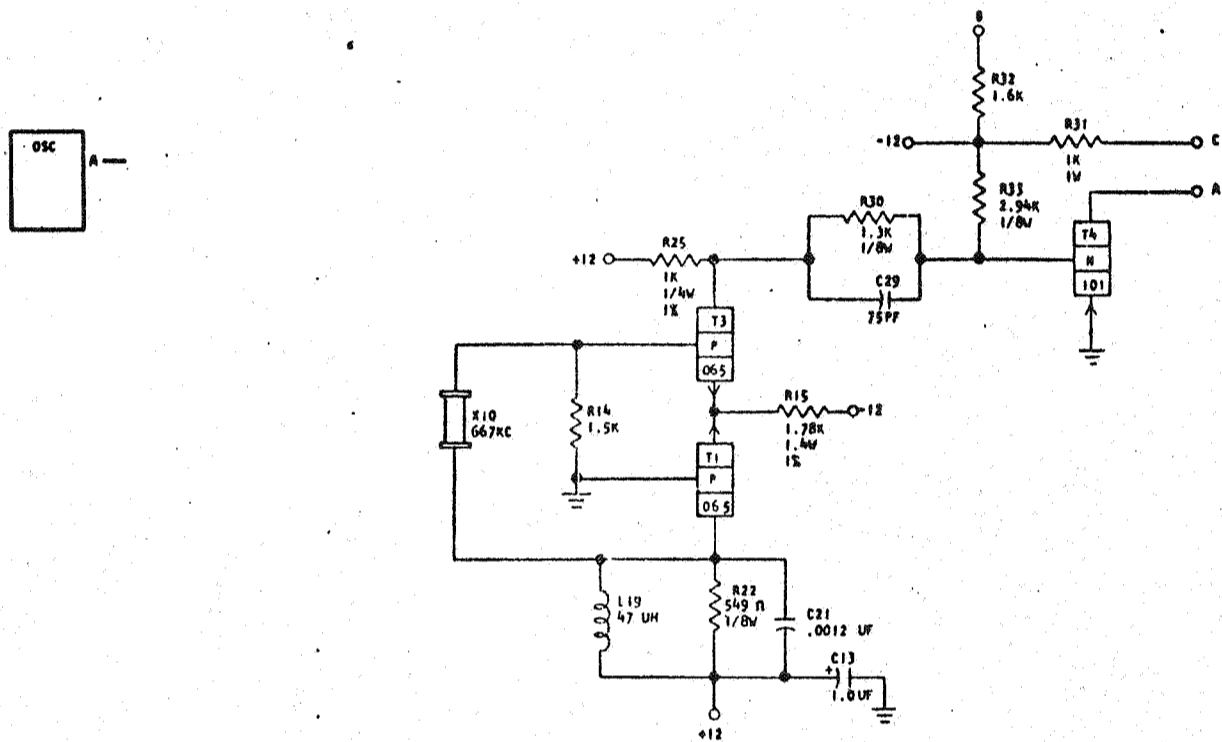 B
R32
1.6K
OSC
A
-12
R31
1K
1W
C
R33
2.94K
1/8W
A
R30
1.3K
1/8W
T4
N
101
R25
+12
1K
1/4W
1%
C29
75PF
T3
P
065
X10
667KC
R14
1.5K
R15
-12
1.78K
1.4W
1%
T1
P
065
L19
47 UH
R22
549 Ω
1/8W
C21
.0012 UF
C13
+
1.0UF
+12